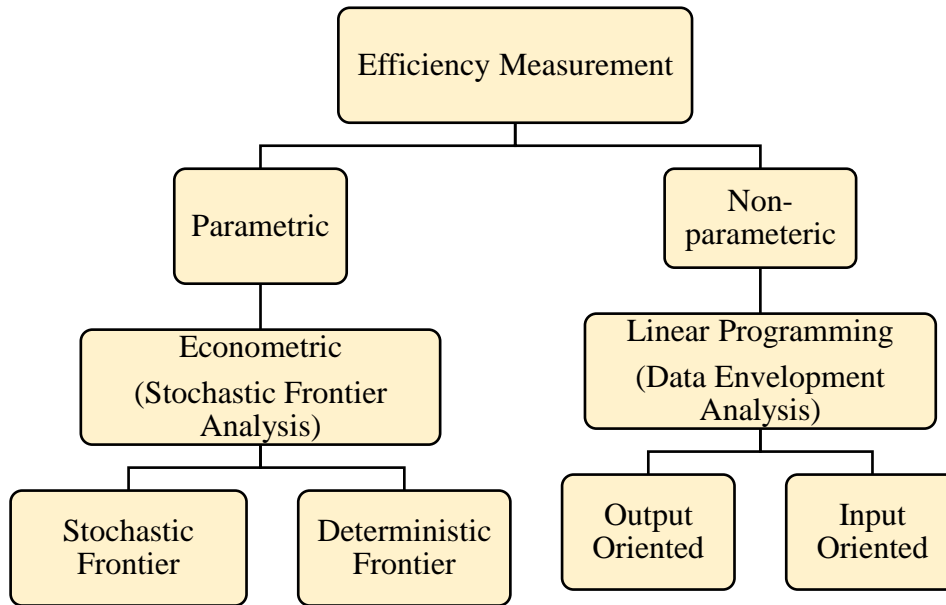 Efficiency Measurement
Parametric
Non-
parameteric
Econometric
(Stochastic Frontier
Analysis)
Linear Programming
(Data Envelopment
Analysis)
Stochastic
Frontier
Deterministic
Frontier
Output
Oriented
Input
Oriented